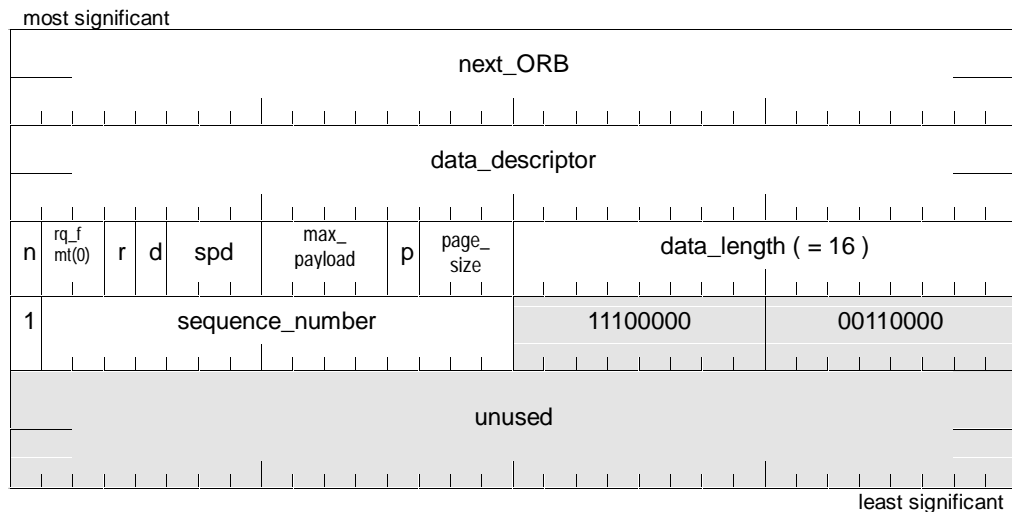 most significant
next_ORB
data_descriptor
n rq_f mt(0) r d spd max_ payload p page_ size data_length ( = 16 )
1 sequence_number 11100000 00110000
unused
least significant